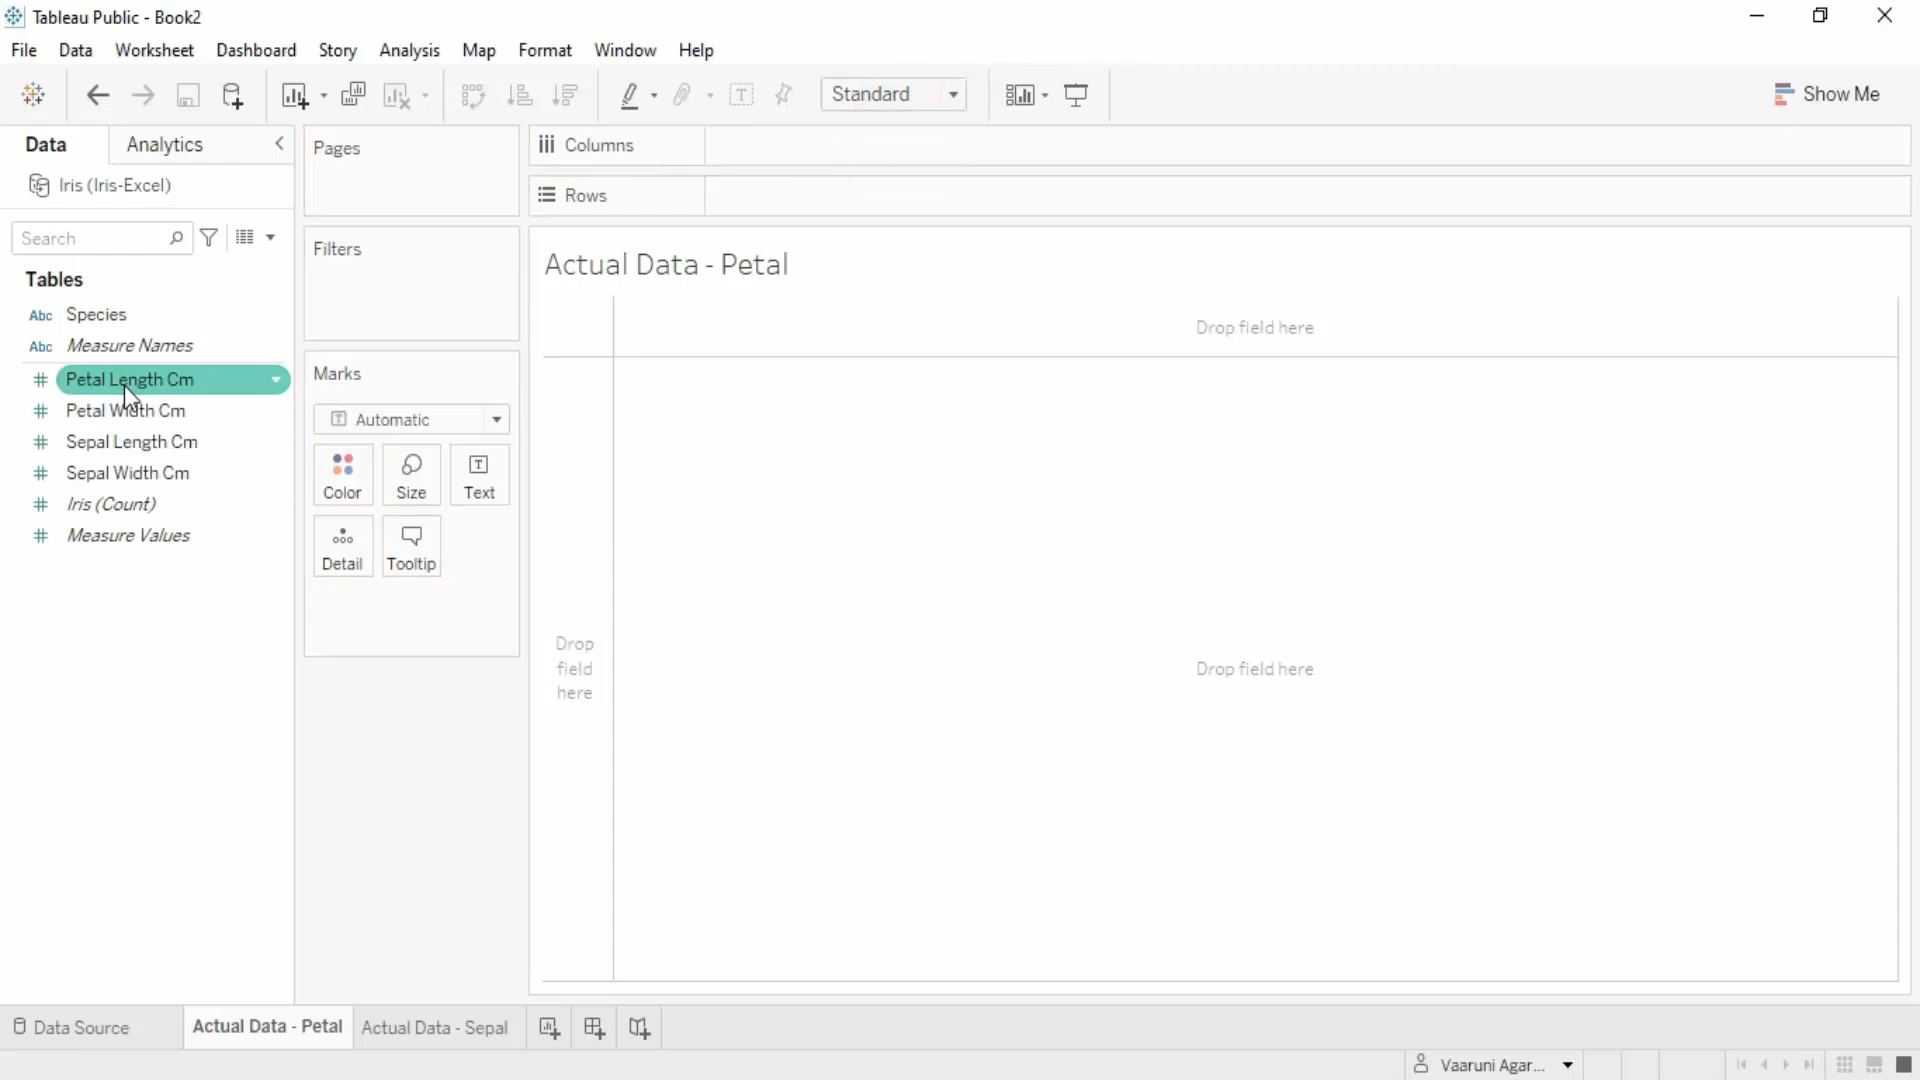 Tableau Public - Book2
File Data Worksheet Dashboard Story Analysis Map Format Window Help
Standard
Show Me
Data Analytics
Iris (Iris-Excel)
Search
Tables
Abc Species
Abc Measure Names
# Petal Length Cm
# Petal Width Cm
# Sepal Length Cm
# Sepal Width Cm
# Iris (Count)
# Measure Values
Pages
Filters
Marks
T Automatic
Color Size Text
Detail Tooltip
Columns
Rows
Actual Data - Petal
Drop field here
Drop
field
here
Drop field here
Data Source Actual Data - Petal Actual Data - Sepal
Vaaruni Agar...